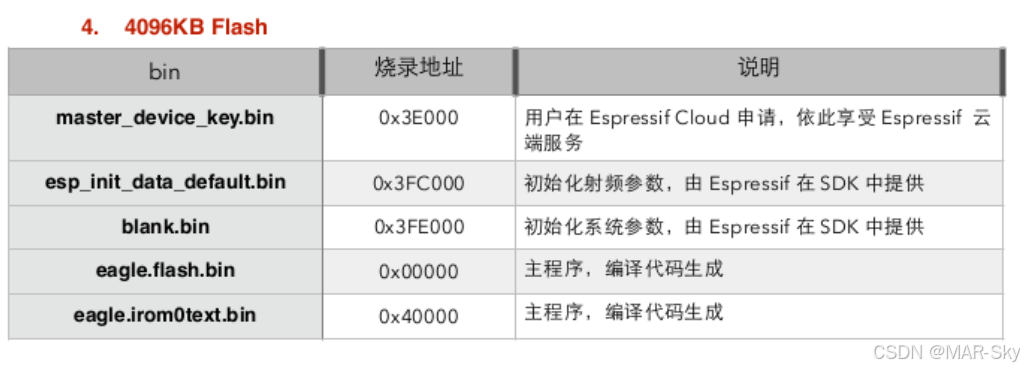 4. 4096KB Flash
bin 烧录地址 说明
master_device_key.bin 0x3E000 用户在 Espressif Cloud 申请，依此享受 Espressif 云
端服务
esp_init_data_default.bin 0x3FC000 初始化射频参数，由 Espressif 在 SDK 中提供
blank.bin 0x3FE000 初始化系统参数，由 Espressif 在 SDK 中提供
eagle.flash.bin 0x00000 主程序，编译代码生成
eagle.irom0text.bin 0x40000 主程序，编译代码生成
CSDN @MAR-Sky